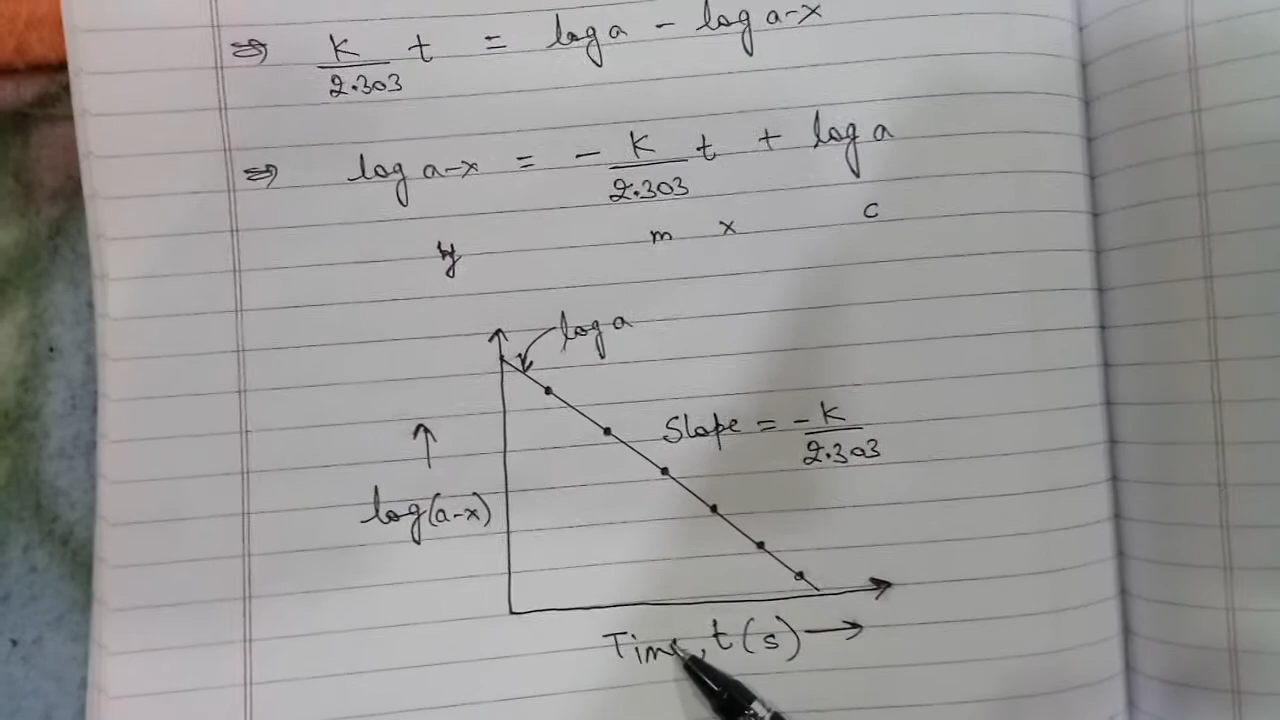 ⇒ K/2.303 t = log a - log a-x
⇒ log a-x = - K/2.303 t + log a
y m x c
log a
Slope = -K/2.303
log(a-x)
Time, t(s) →